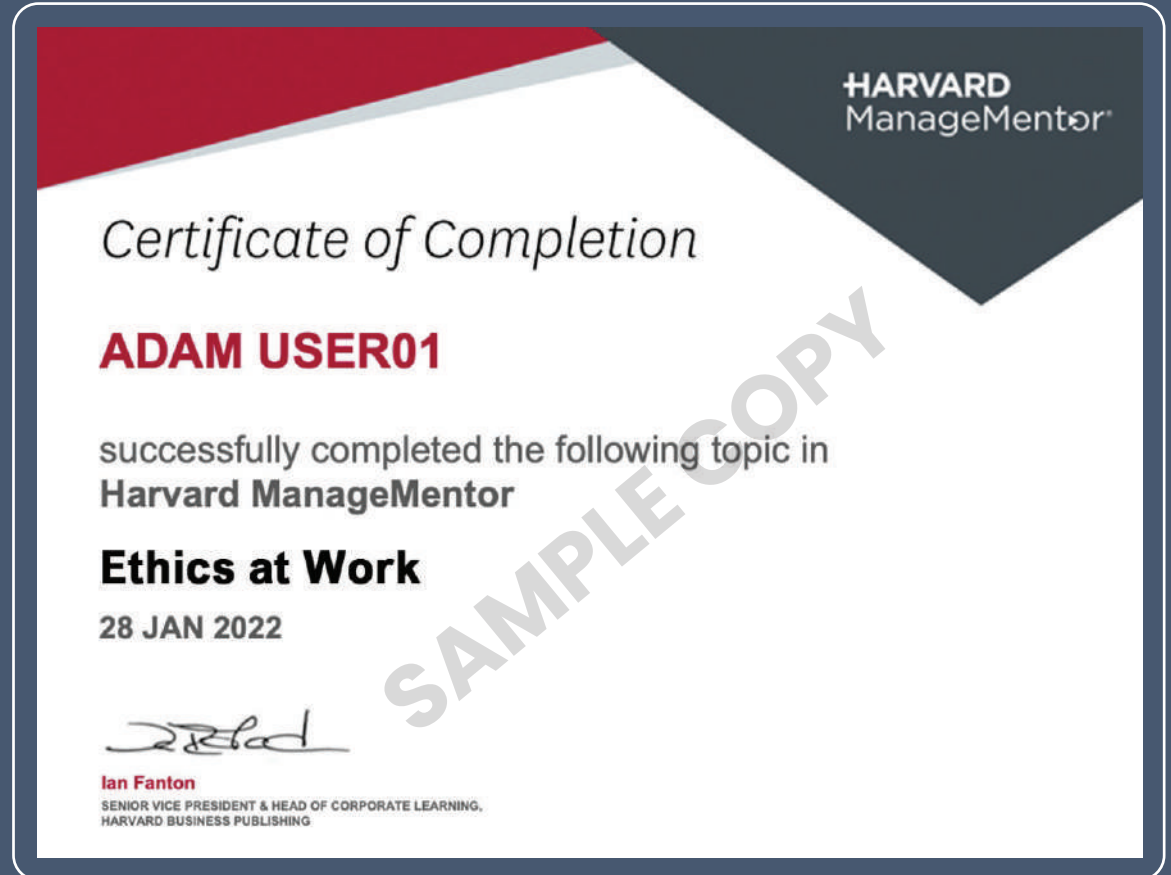 HARVARD
ManageMentor®
Certificate of Completion
ADAM USER01
successfully completed the following topic in
Harvard ManageMentor
Ethics at Work
28 JAN 2022
SAMPLE COPY
Ian Fanton
SENIOR VICE PRESIDENT & HEAD OF CORPORATE LEARNING,
HARVARD BUSINESS PUBLISHING